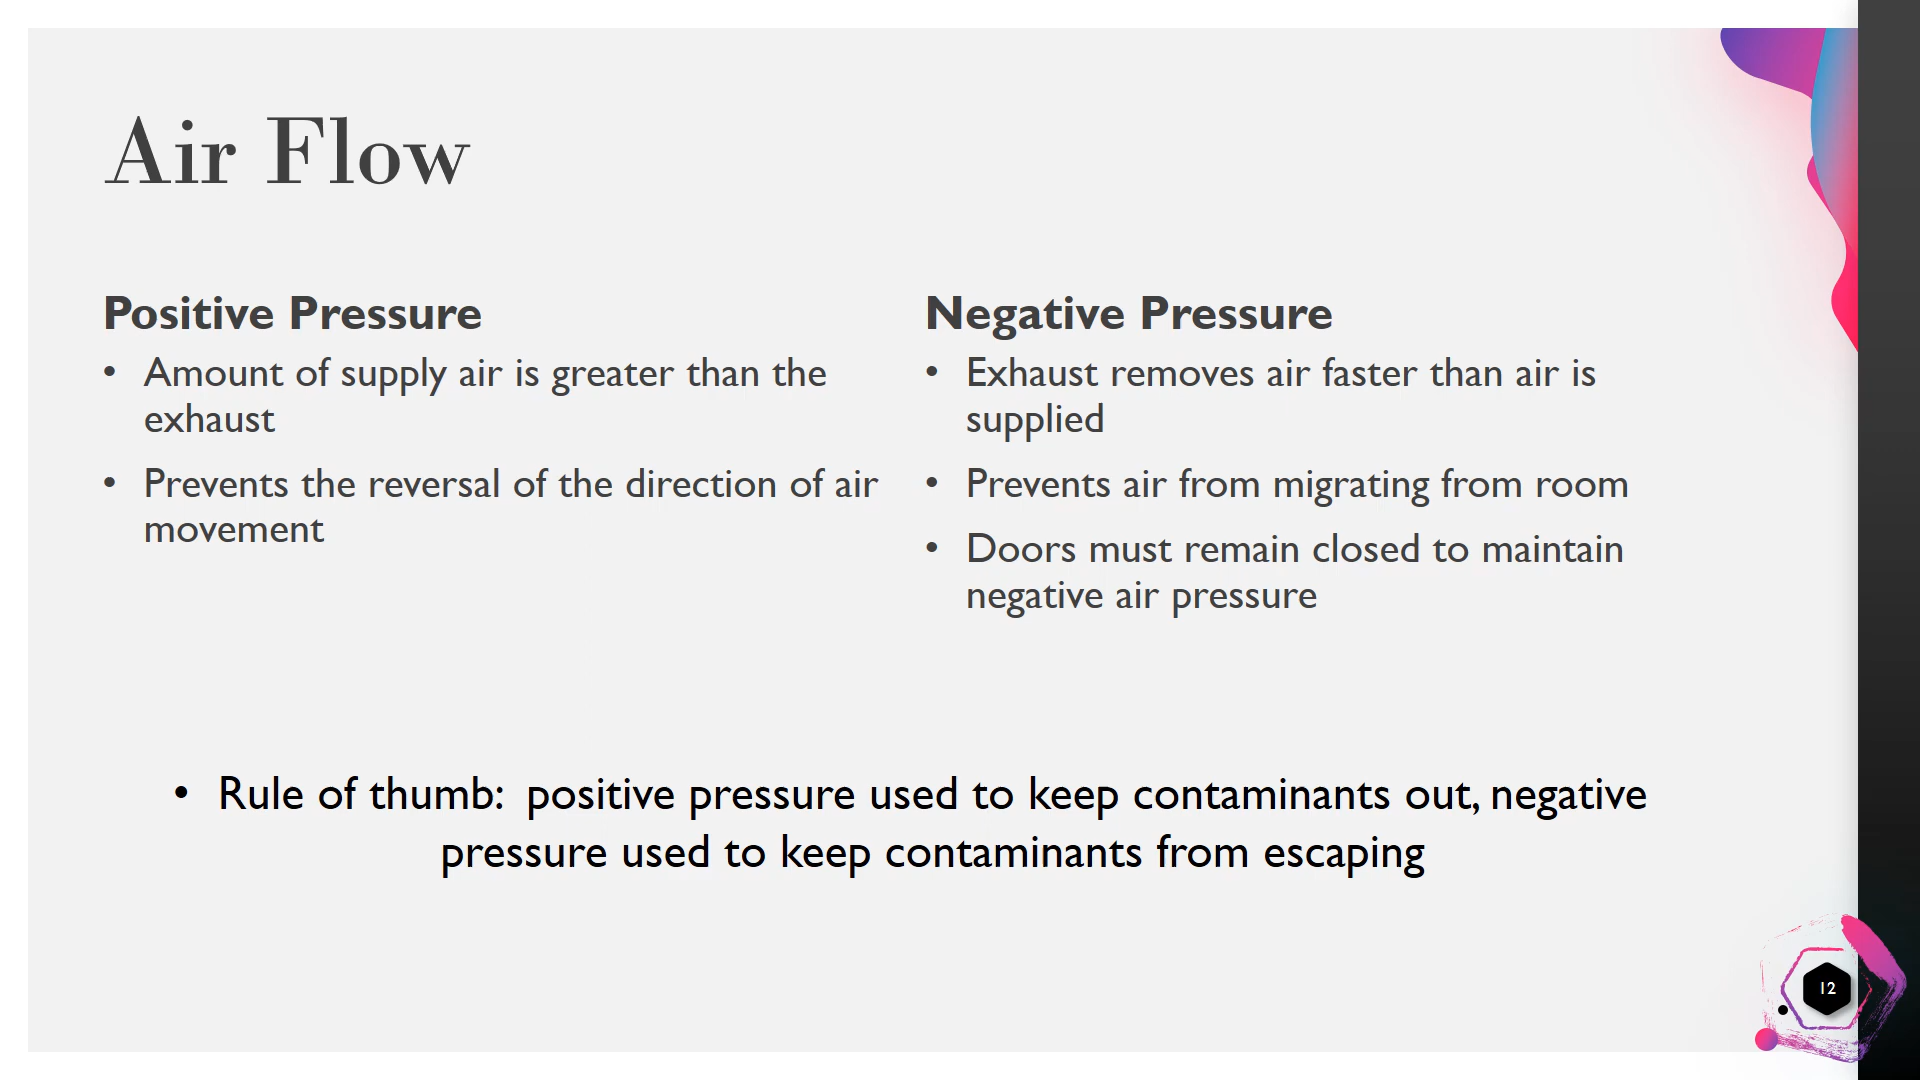 Air Flow
Positive Pressure
• Amount of supply air is greater than the
exhaust
• Prevents the reversal of the direction of air
movement
Negative Pressure
• Exhaust removes air faster than air is
supplied
• Prevents air from migrating from room
• Doors must remain closed to maintain
negative air pressure
• Rule of thumb:  positive pressure used to keep contaminants out, negative
pressure used to keep contaminants from escaping
12